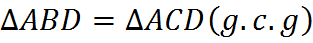 ΔABD = ΔACD(g.c.g)